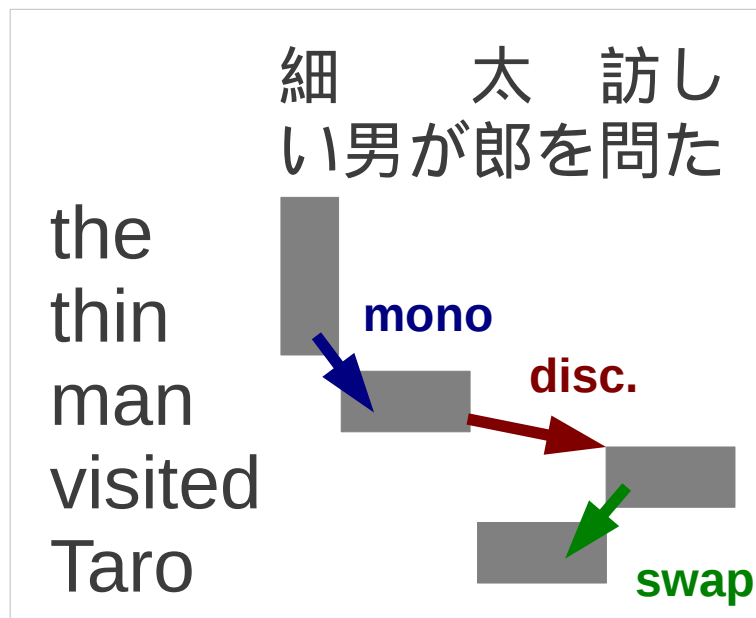 細 太 訪し
い男が郎を問た
the
thin
mono
disc.
man
visited
Taro
swap